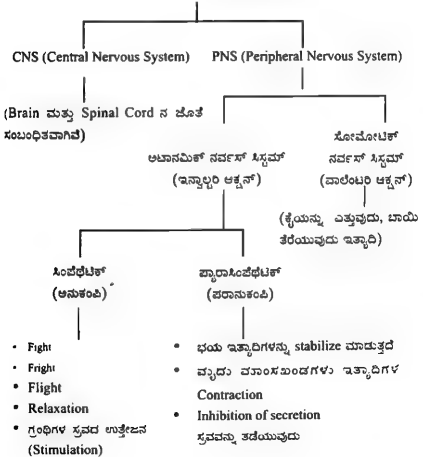 CNS (Central Nervous System)
PNS (Peripheral Nervous System)
(Brain ಮತ್ತು Spinal Cord ನ ಜೊತೆ
ಸಂಬಂಧಿತವಾಗಿವೆ)
ಅಟಾನಮಿಕ್ ನರ್ವಸ್ ಸಿಸ್ಟಮ್
(ಇನ್ವಾಲ್ಟರಿ ಆಕ್ಷನ್)
ಸೋಮೋಟಿಕ್
ನರ್ವಸ್ ಸಿಸ್ಟಮ್
(ವಾಲೆಂಟರಿ ಆಕ್ಷನ್)
(ಕೈಯನ್ನು ಎತ್ತುವುದು, ಬಾಯಿ
ತೆರೆಯುವುದು ಇತ್ಯಾದಿ)
ಸಿಂಪೆಥೆಟಿಕ್
(ಅನುಕಂಪಿ)
ಪ್ಯಾರಾಸಿಂಪೆಥೆಟಿಕ್
(ಪರಾನುಕಂಪಿ)
• Fight
• Fright
• Flight
• Relaxation
• ಗ್ರಂಥಿಗಳ ಸ್ರವದ ಉತ್ತೇಜನ
(Stimulation)
• ಭಯ ಇತ್ಯಾದಿಗಳನ್ನು stabilize ಮಾಡುತ್ತದೆ
• ಮೃದು ಮಾಂಸಖಂಡಗಳು ಇತ್ಯಾದಿಗಳ
Contraction
• Inhibition of secretion
ಸ್ರವವನ್ನು ತಡೆಯುವುದು